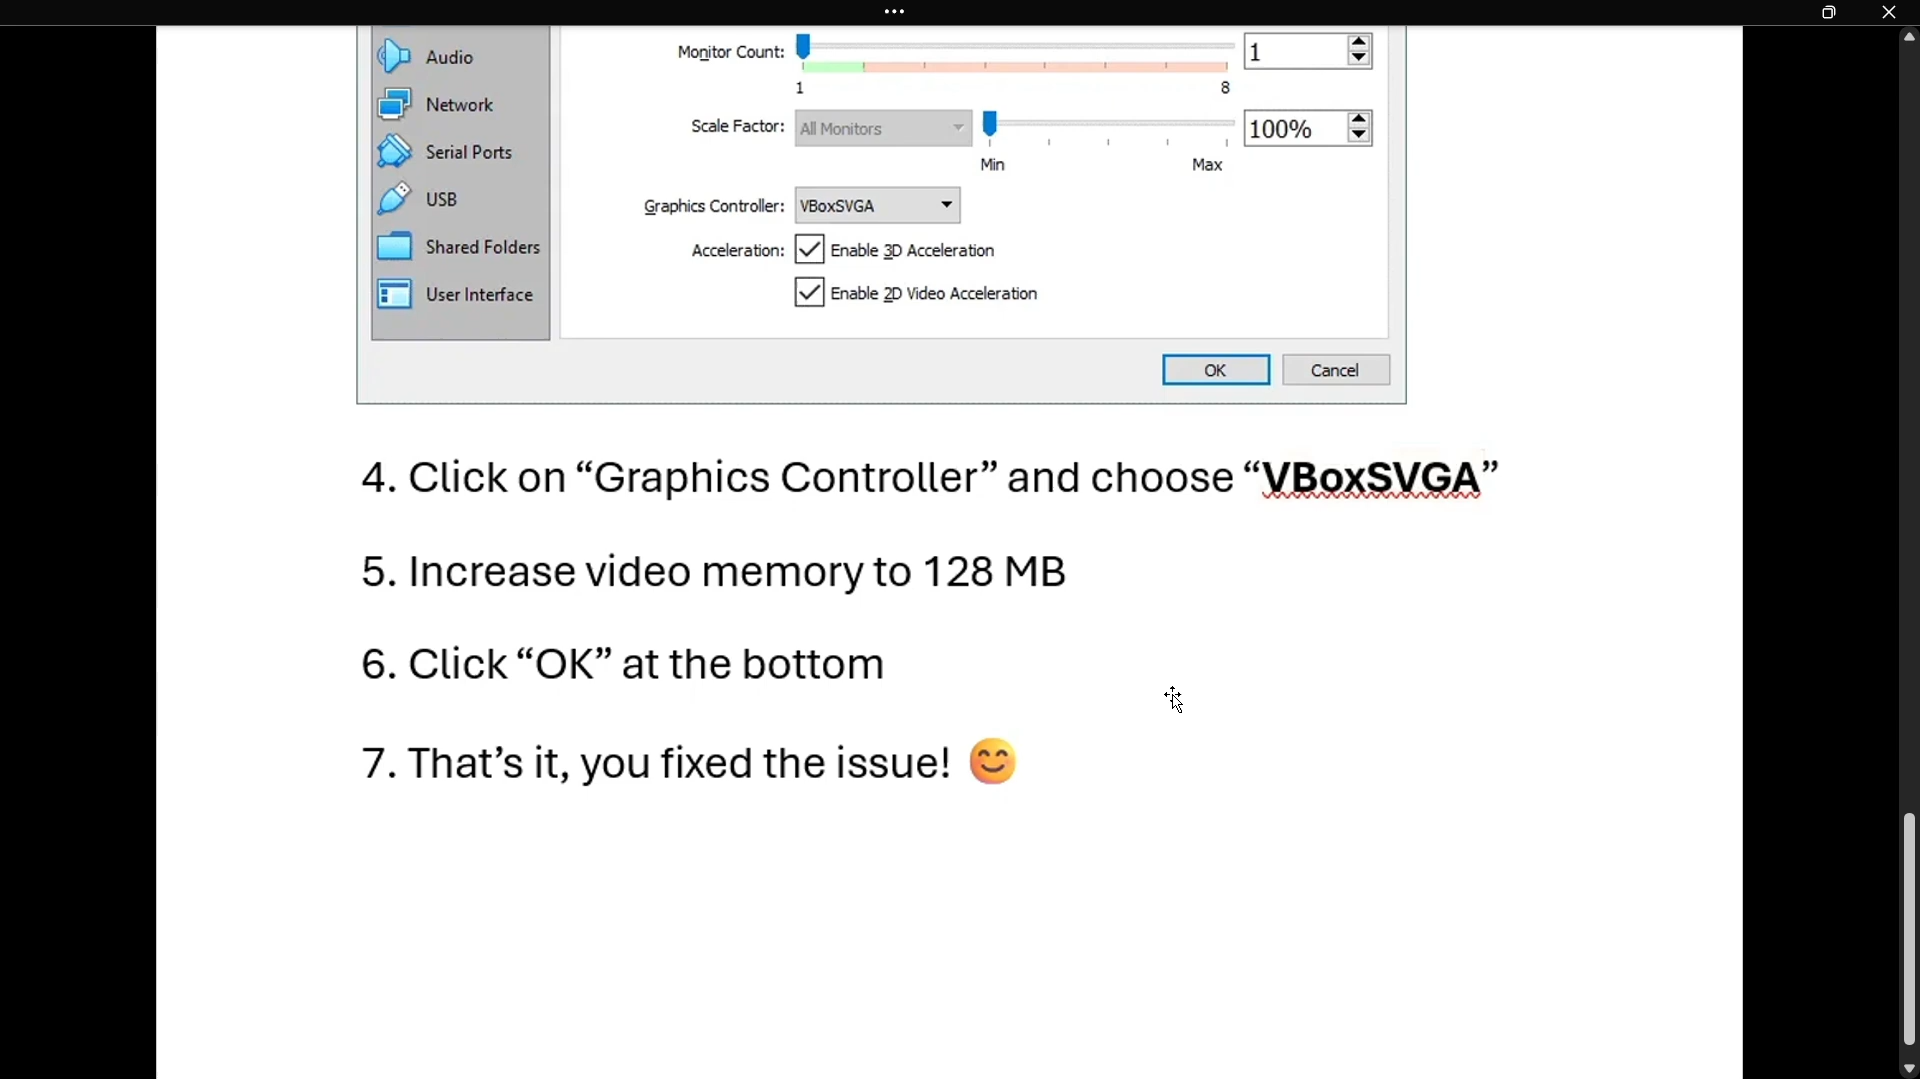 Audio
Monitor Count: 1
1 8
Network
Scale Factor: All Monitors 100%
Serial Ports
Min Max
USB
Graphics Controller: VBoxSVGA
Shared Folders
Acceleration: Enable 3D Acceleration
User Interface
Enable 2D Video Acceleration
OK Cancel
4. Click on “Graphics Controller” and choose “VBoxSVGA”
5. Increase video memory to 128 MB
6. Click “OK” at the bottom
7. That’s it, you fixed the issue! 😊